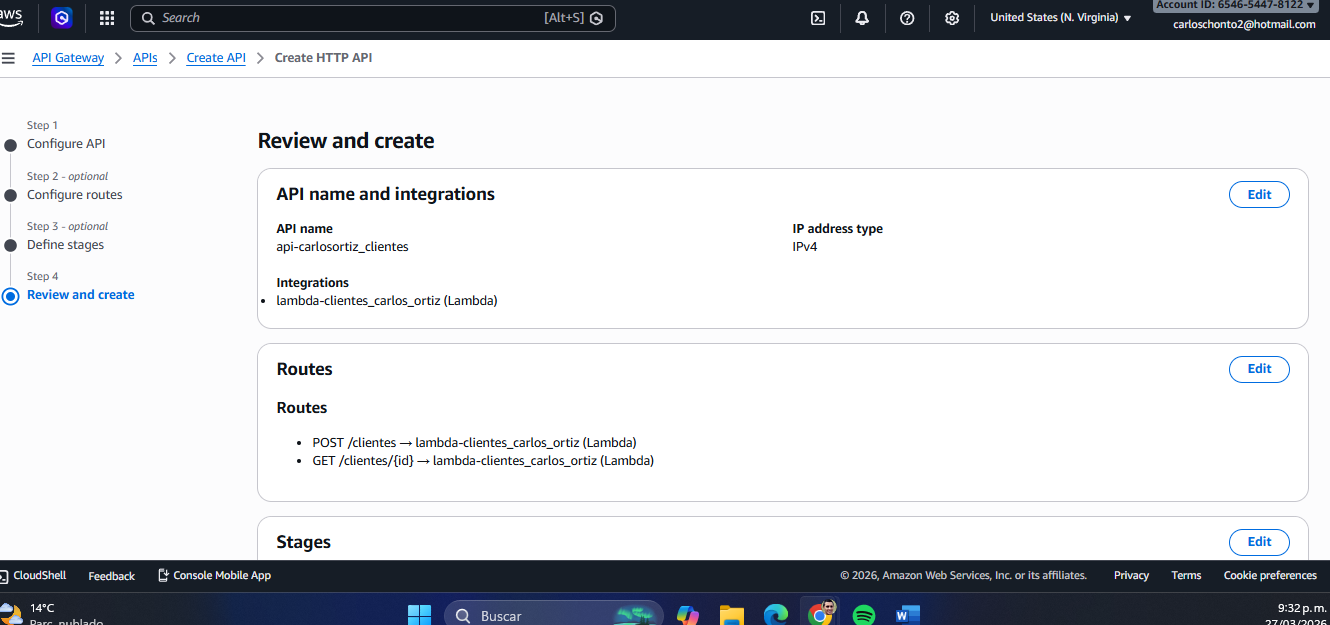 aws
Search
[Alt+S]
United States (N. Virginia)
Account ID: 6546-5447-8122
carloschonto2@hotmail.com
API Gateway
APIs
Create API
Create HTTP API
Step 1
Configure API
Step 2 - optional
Configure routes
Step 3 - optional
Define stages
Step 4
Review and create
Review and create
API name and integrations
Edit
API name
api-carlosortiz_clientes
IP address type
IPv4
Integrations
lambda-clientes_carlos_ortiz (Lambda)
Routes
Edit
Routes
POST /clientes → lambda-clientes_carlos_ortiz (Lambda)
GET /clientes/{id} → lambda-clientes_carlos_ortiz (Lambda)
Stages
Edit
CloudShell
Feedback
Console Mobile App
© 2026, Amazon Web Services, Inc. or its affiliates.
Privacy
Terms
Cookie preferences
14°C
Parc. nublado
Buscar
9:32 p. m.
27/03/2026